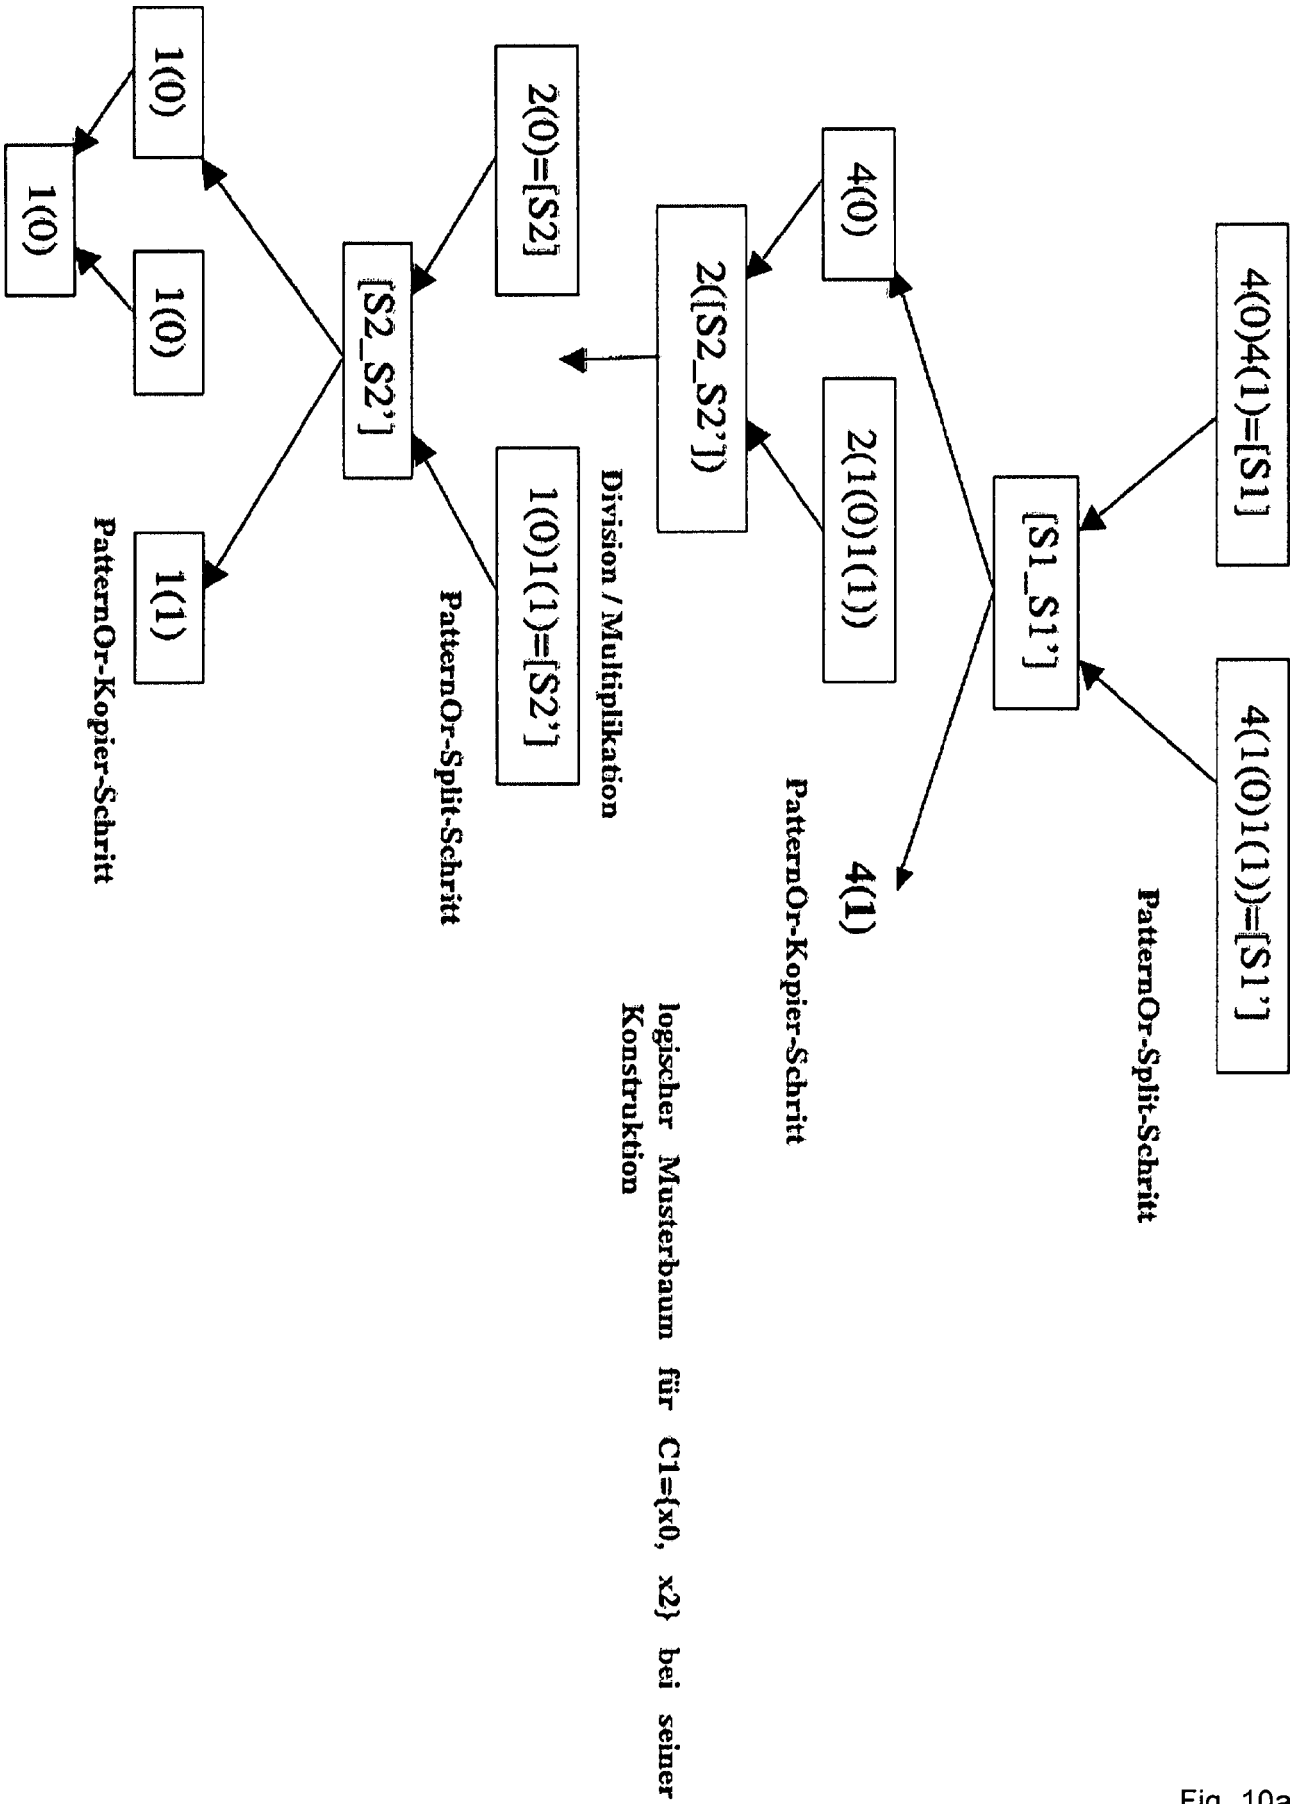 4(0)4(1)=[S1]
4(1(0)1(1))=[S1']
PatternOr-Split-Schritt
[S1_S1']
4(0)
2(1(0)1(1))
4(1)
PatternOr-Kopier-Schritt
2([S2_S2'])
Division / Multiplikation
logischer Musterbaum für C1={x0, x2} bei seiner
Konstruktion
2(0)=[S2]
1(0)1(1)=[S2']
PatternOr-Split-Schritt
[S2_S2']
1(0)
1(0)
1(1)
PatternOr-Kopier-Schritt
1(0)
Fig. 10a